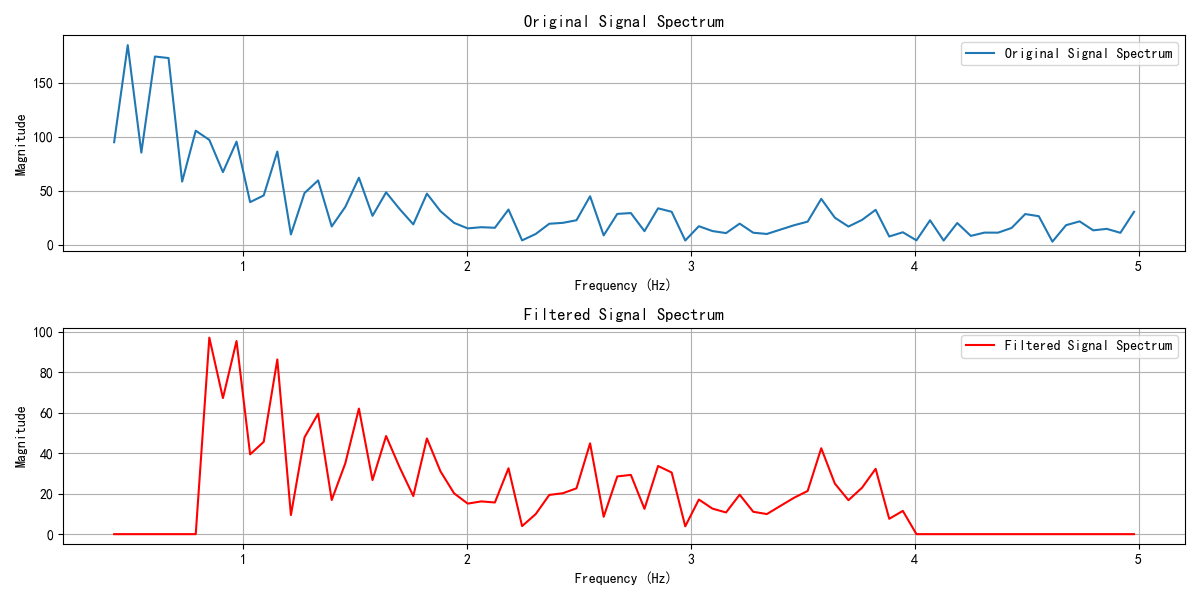 Original Signal Spectrum
Original Signal Spectrum
Magnitude
150
100
50
0
1 2 3 4 5
Frequency (Hz)
Filtered Signal Spectrum
Filtered Signal Spectrum
Magnitude
100
80
60
40
20
0
1 2 3 4 5
Frequency (Hz)